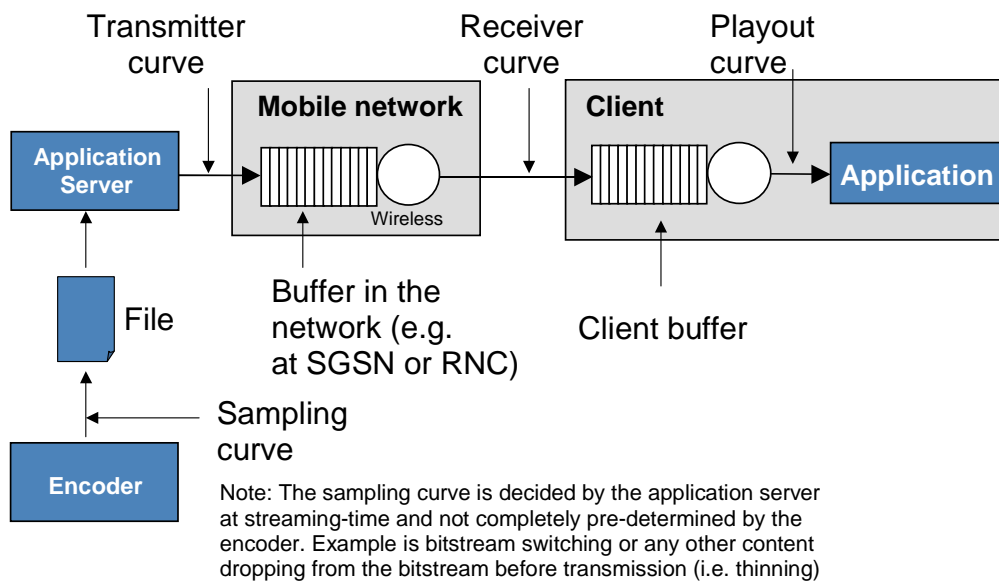 Transmitter
curve
Receiver
curve
Playout
curve
Mobile network
Client
Application
Server
Wireless
Application
File
Buffer in the
network (e.g.
at SGSN or RNC)
Client buffer
Sampling
curve
Encoder
Note: The sampling curve is decided by the application server
at streaming-time and not completely pre-determined by the
encoder. Example is bitstream switching or any other content
dropping from the bitstream before transmission (i.e. thinning)